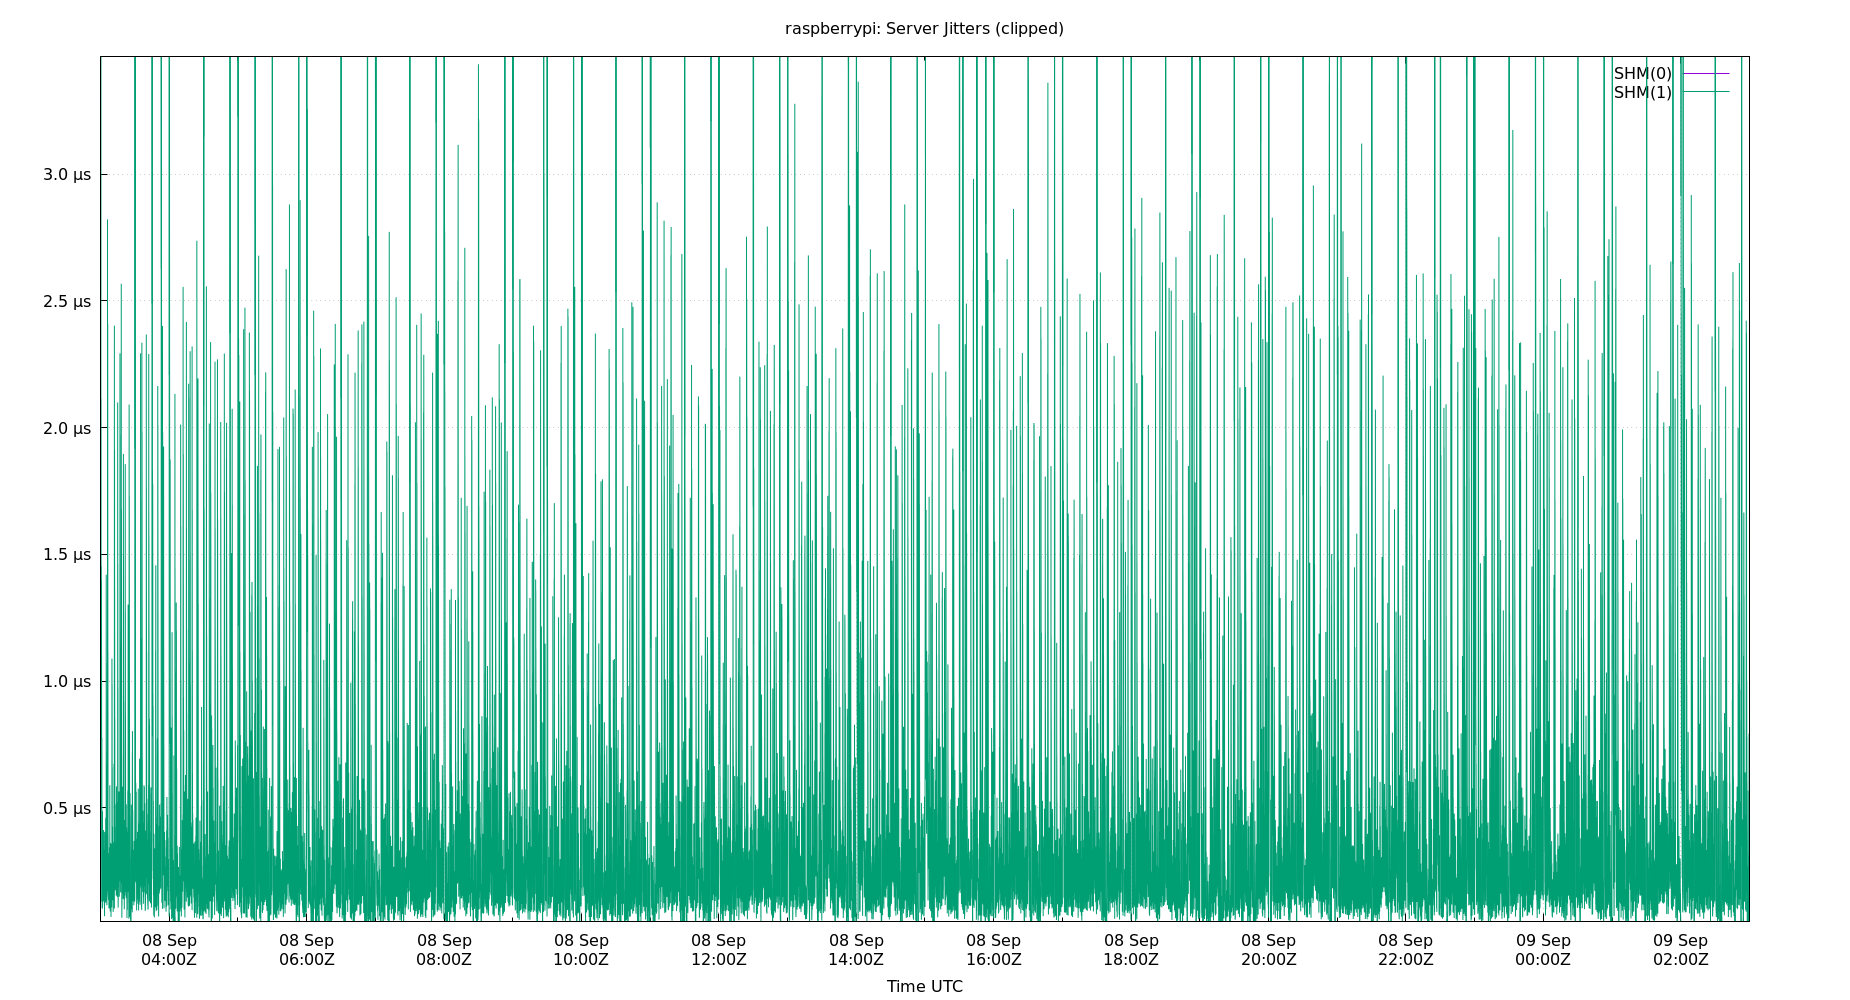 raspberrypi: Server Jitters (clipped)
SHM(0)
SHM(1)
3.0 µs
2.5 µs
2.0 µs
1.5 µs
1.0 µs
0.5 µs
08 Sep 08 Sep 08 Sep 08 Sep 08 Sep 08 Sep 08 Sep 08 Sep 08 Sep 08 Sep 09 Sep 09 Sep
04:00Z 06:00Z 08:00Z 10:00Z 12:00Z 14:00Z 16:00Z 18:00Z 20:00Z 22:00Z 00:00Z 02:00Z
Time UTC